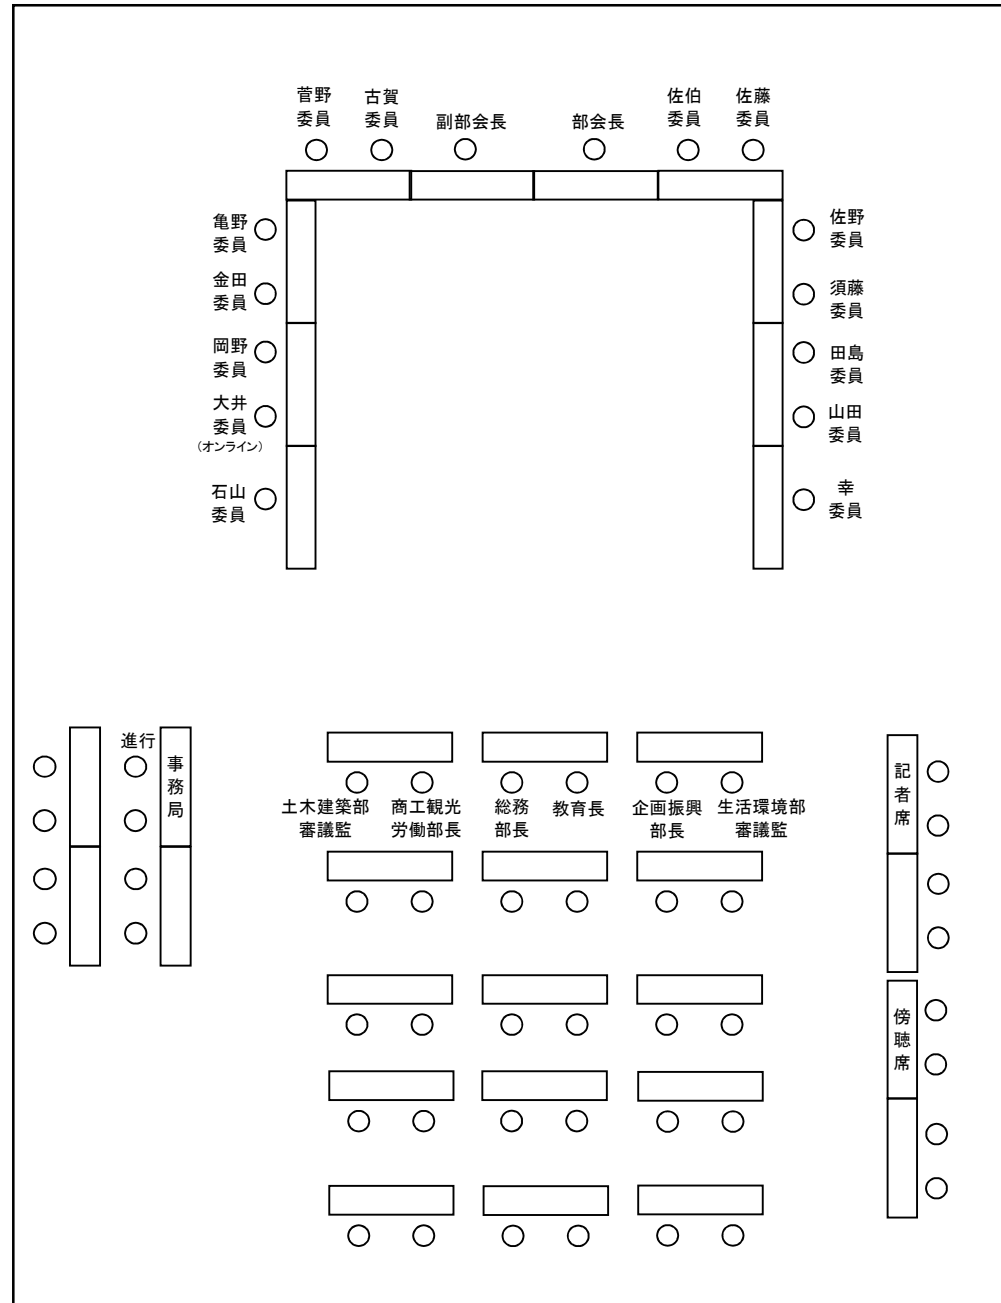 菅野
委員
古賀
委員
副部会長
部会長
佐伯
委員
佐藤
委員
亀野
委員
佐野
委員
金田
委員
須藤
委員
岡野
委員
田島
委員
大井
委員
(オンライン)
山田
委員
石山
委員
幸
委員
進行
事務局
土木建築部
審議監
商工観光
労働部長
総務
部長
教育長
企画振興
部長
生活環境部
審議監
記者席
傍聴席